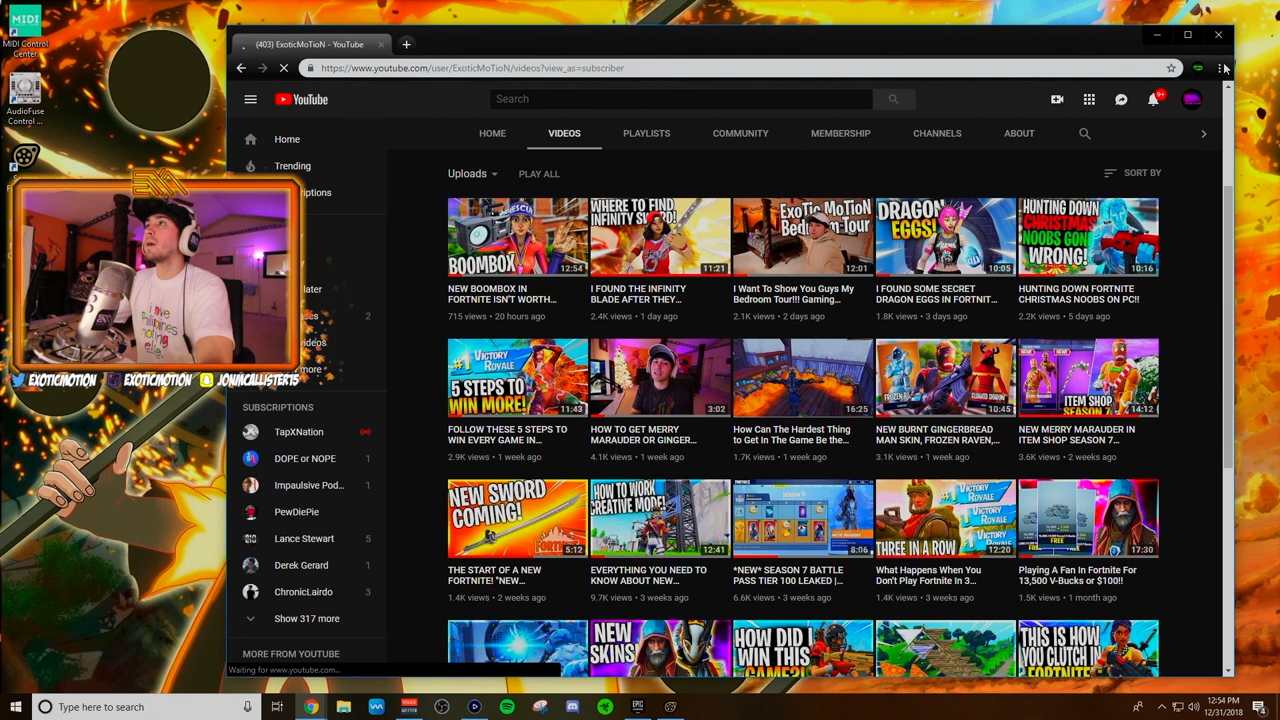 MIDI
MIDI Control
Center
AudioFuse
Control ...
(403) ExoticMoTioN - YouTube
https://www.youtube.com/user/ExoticMoTioN/videos?view_as=subscriber
YouTube
Search
9+
HOME
VIDEOS
PLAYLISTS
COMMUNITY
MEMBERSHIP
CHANNELS
ABOUT
Uploads
PLAY ALL
SORT BY
Home
Trending
SUBSCRIPTIONS
TapXNation
DOPE or NOPE 1
Impaulsive Pod... 1
PewDiePie
Lance Stewart 5
Derek Gerard 1
ChronicLairdo 3
Show 317 more
MORE FROM YOUTUBE
Waiting for www.youtube.com...
EXOTICMOTION
EXOTICMOTION
JONMCALLISTER15
BOOMBOX
12:54
NEW BOOMBOX IN
FORTNITE ISN'T WORTH...
715 views • 20 hours ago
WHERE TO FIND
INFINITY SWORD!
11:21
I FOUND THE INFINITY
BLADE AFTER THEY...
2.4K views • 1 day ago
ExoTic MoTioN
Bedroom Tour
12:01
I Want To Show You Guys My
Bedroom Tour!!! Gaming...
2.1K views • 2 days ago
DRAGON
EGGS!
10:05
I FOUND SOME SECRET
DRAGON EGGS IN FORTNIT...
1.8K views • 3 days ago
HUNTING DOWN
CHRISTMAS
NOOBS GONE
WRONG!
10:16
HUNTING DOWN FORTNITE
CHRISTMAS NOOBS ON PC!!
2.2K views • 5 days ago
#1 VICTORY ROYALE
5 STEPS TO
WIN MORE!
11:43
FOLLOW THESE 5 STEPS TO
WIN EVERY GAME IN...
2.9K views • 1 week ago
3:02
HOW TO GET MERRY
MARAUDER OR GINGER...
4.1K views • 1 week ago
16:25
How Can The Hardest Thing
to Get In The Game Be the...
1.7K views • 1 week ago
10:45
NEW BURNT GINGERBREAD
MAN SKIN, FROZEN RAVEN,...
3.1K views • 1 week ago
ITEM SHOP
SEASON 7
14:12
NEW MERRY MARAUDER IN
ITEM SHOP SEASON 7...
3.6K views • 2 weeks ago
NEW SWORD
COMING!
5:12
THE START OF A NEW
FORTNITE! "NEW...
1.4K views • 2 weeks ago
HOW TO WORK
CREATIVE MODE!
12:41
EVERYTHING YOU NEED TO
KNOW ABOUT NEW...
9.7K views • 3 weeks ago
8:06
*NEW* SEASON 7 BATTLE
PASS TIER 100 LEAKED |...
6.6K views • 3 weeks ago
THREE IN A ROW
12:20
What Happens When You
Don't Play Fortnite In 3...
1.4K views • 3 weeks ago
17:30
Playing A Fan In Fortnite For
13,500 V-Bucks or $100!!
1.5K views • 1 month ago
NEW
SKINS
HOW DID I
WIN THIS
GAME!
THIS IS HOW
YOU CLUTCH IN
FORTNITE
Type here to search
EPIC
12:54 PM
12/31/2018
4